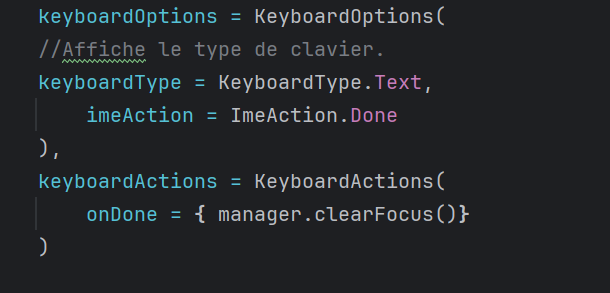 keyboardOptions = KeyboardOptions(
//Affiche le type de clavier.
keyboardType = KeyboardType.Text,
    imeAction = ImeAction.Done
),
keyboardActions = KeyboardActions(
    onDone = { manager.clearFocus()}
)